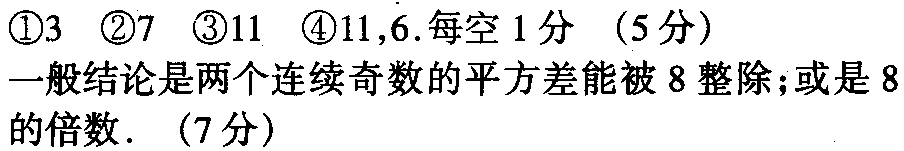 ①3 ②7 ③11 ④11,6.每空1分 (5分)
一般结论是两个连续奇数的平方差能被8整除;或是8
的倍数. (7分)